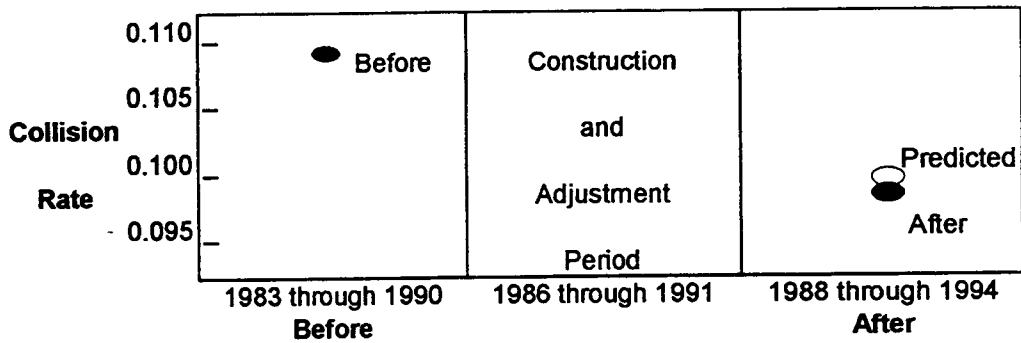 0.110
Before
Construction
0.105
Collision
and
0.100
Predicted
Rate
Adjustment
After
0.095
Period
1983 through 1990
1986 through 1991
1988 through 1994
Before
After